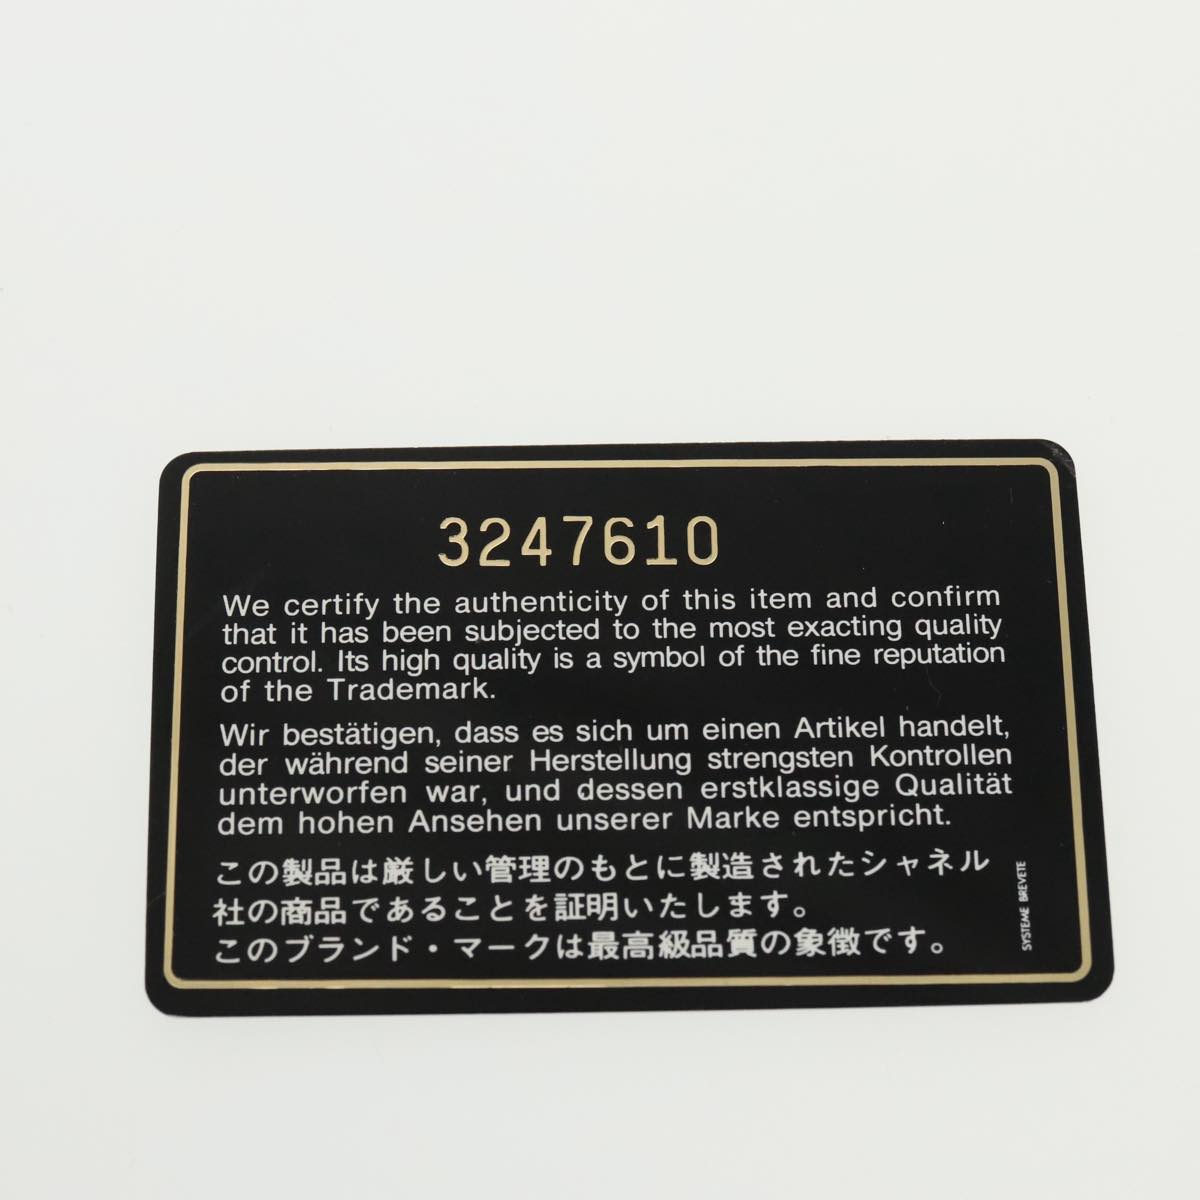 3247610
We certify the authenticity of this item and confirm
that it has been subjected to the most exacting quality
control. Its high quality is a symbol of the fine reputation
of the Trademark.
Wir bestätigen, dass es sich um einen Artikel handelt,
der während seiner Herstellung strengsten Kontrollen
unterworfen war, und dessen erstklassige Qualität
dem hohen Ansehen unserer Marke entspricht.
この製品は厳しい管理のもとに製造されたシャネル
社の商品であることを証明いたします。
このブランド・マークは最高級品質の象徴です。
SYSTEME BREVETE